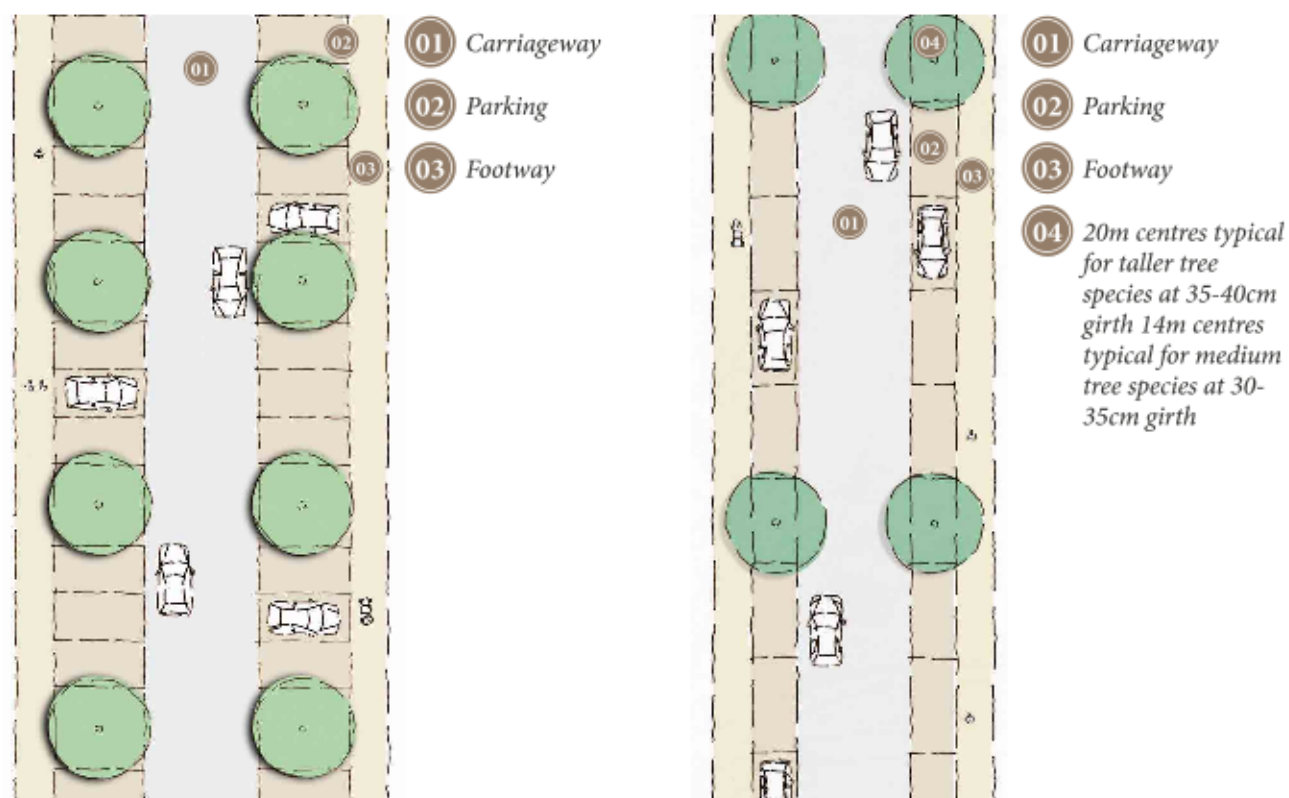 02
01
03
01 Carriageway
02 Parking
03 Footway
04
02
03
01
01 Carriageway
02 Parking
03 Footway
04 20m centres typical
for taller tree
species at 35-40cm
girth 14m centres
typical for medium
tree species at 30-
35cm girth